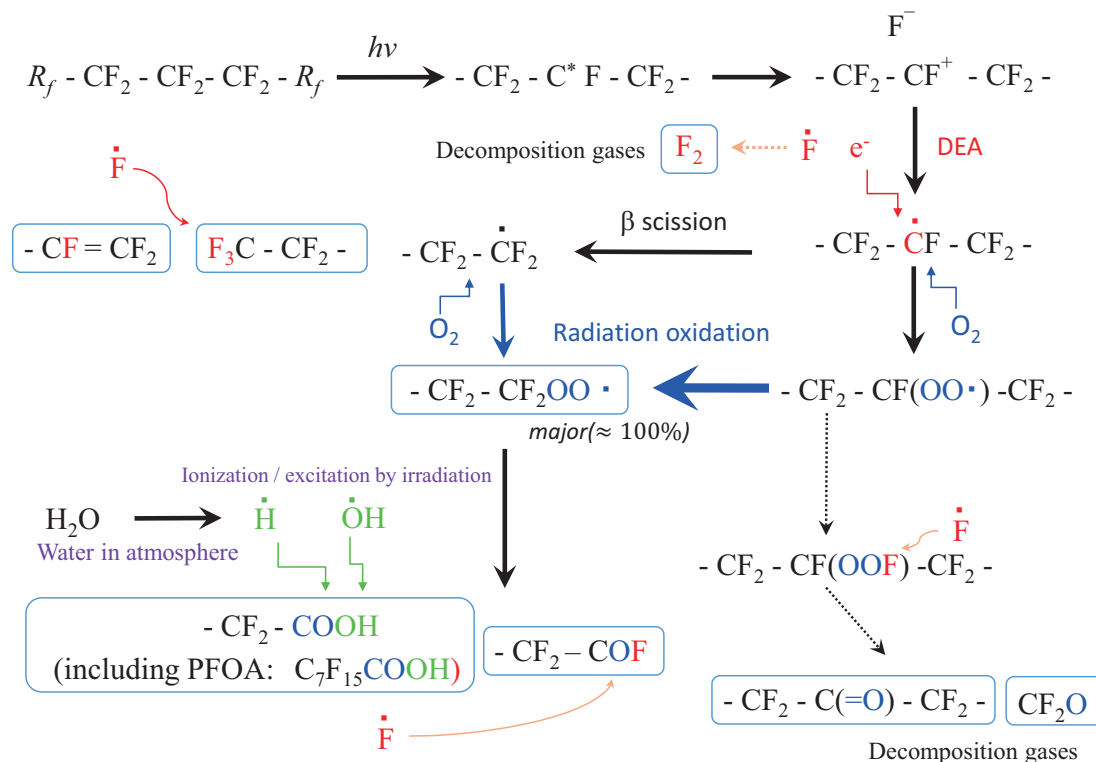 F⁻
hν
R_f - CF₂ - CF₂- CF₂ - R_f
- CF₂ - C* F - CF₂-
- CF₂ - CF⁺ - CF₂ -
Decomposition gases
F₂
Ḟ
e⁻
DEA
Ḟ
- CF = CF₂
F₃C - CF₂ -
β scission
- CF₂- ĊF₂
- CF₂- ĊF - CF₂ -
O₂
Radiation oxidation
O₂
- CF₂ - CF₂OO ·
- CF₂ - CF(OO ·) -CF₂ -
major(≈ 100%)
Ionization / excitation by irradiation
H₂O
Ḣ
ȮH
Water in atmosphere
Ḟ
- CF₂ - CF(OOF) -CF₂ -
- CF₂ - COOH
(including PFOA: C₇F₁₅COOH)
- CF₂ – COF
- CF₂ - C(=O) - CF₂ -
CF₂O
Ḟ
Decomposition gases